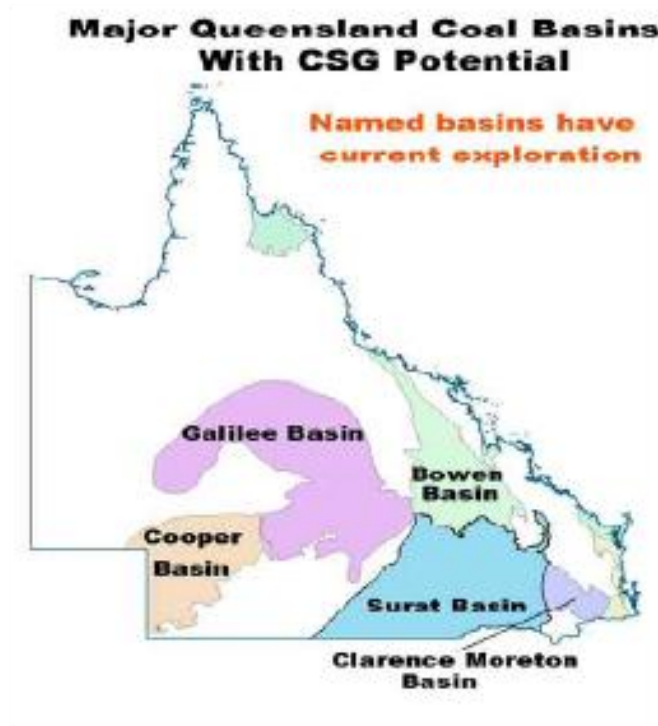 Major Queensland Coal Basins
With CSG Potential
Named basins have
current exploration
Galilee Basin
Bowen
Basin
Cooper
Basin
Surat Basin
Clarence Moreton
Basin